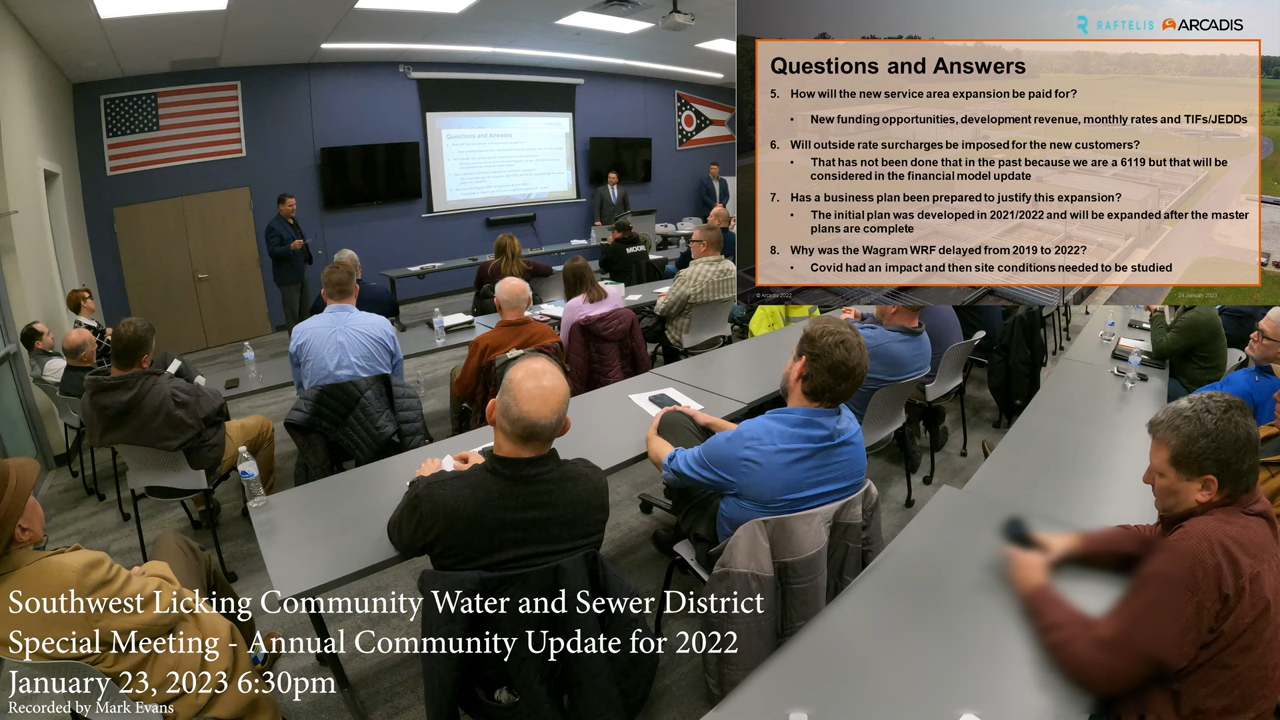 RAFTELIS ARCADIS
Questions and Answers
5. How will the new service area expansion be paid for?
• New funding opportunities, development revenue, monthly rates and TIFs/JEDDs
6. Will outside rate surcharges be imposed for the new customers?
• That has not been done that in the past because we are a 6119 but that will be
considered in the financial model update
7. Has a business plan been prepared to justify this expansion?
• The initial plan was developed in 2021/2022 and will be expanded after the master
plans are complete
8. Why was the Wagram WRF delayed from 2019 to 2022?
• Covid had an impact and then site conditions needed to be studied
© Arcadis 2022
24 January 2023
Questions and Answers
MOORE
Southwest Licking Community Water and Sewer District
Special Meeting - Annual Community Update for 2022
January 23, 2023 6:30pm
Recorded by Mark Evans